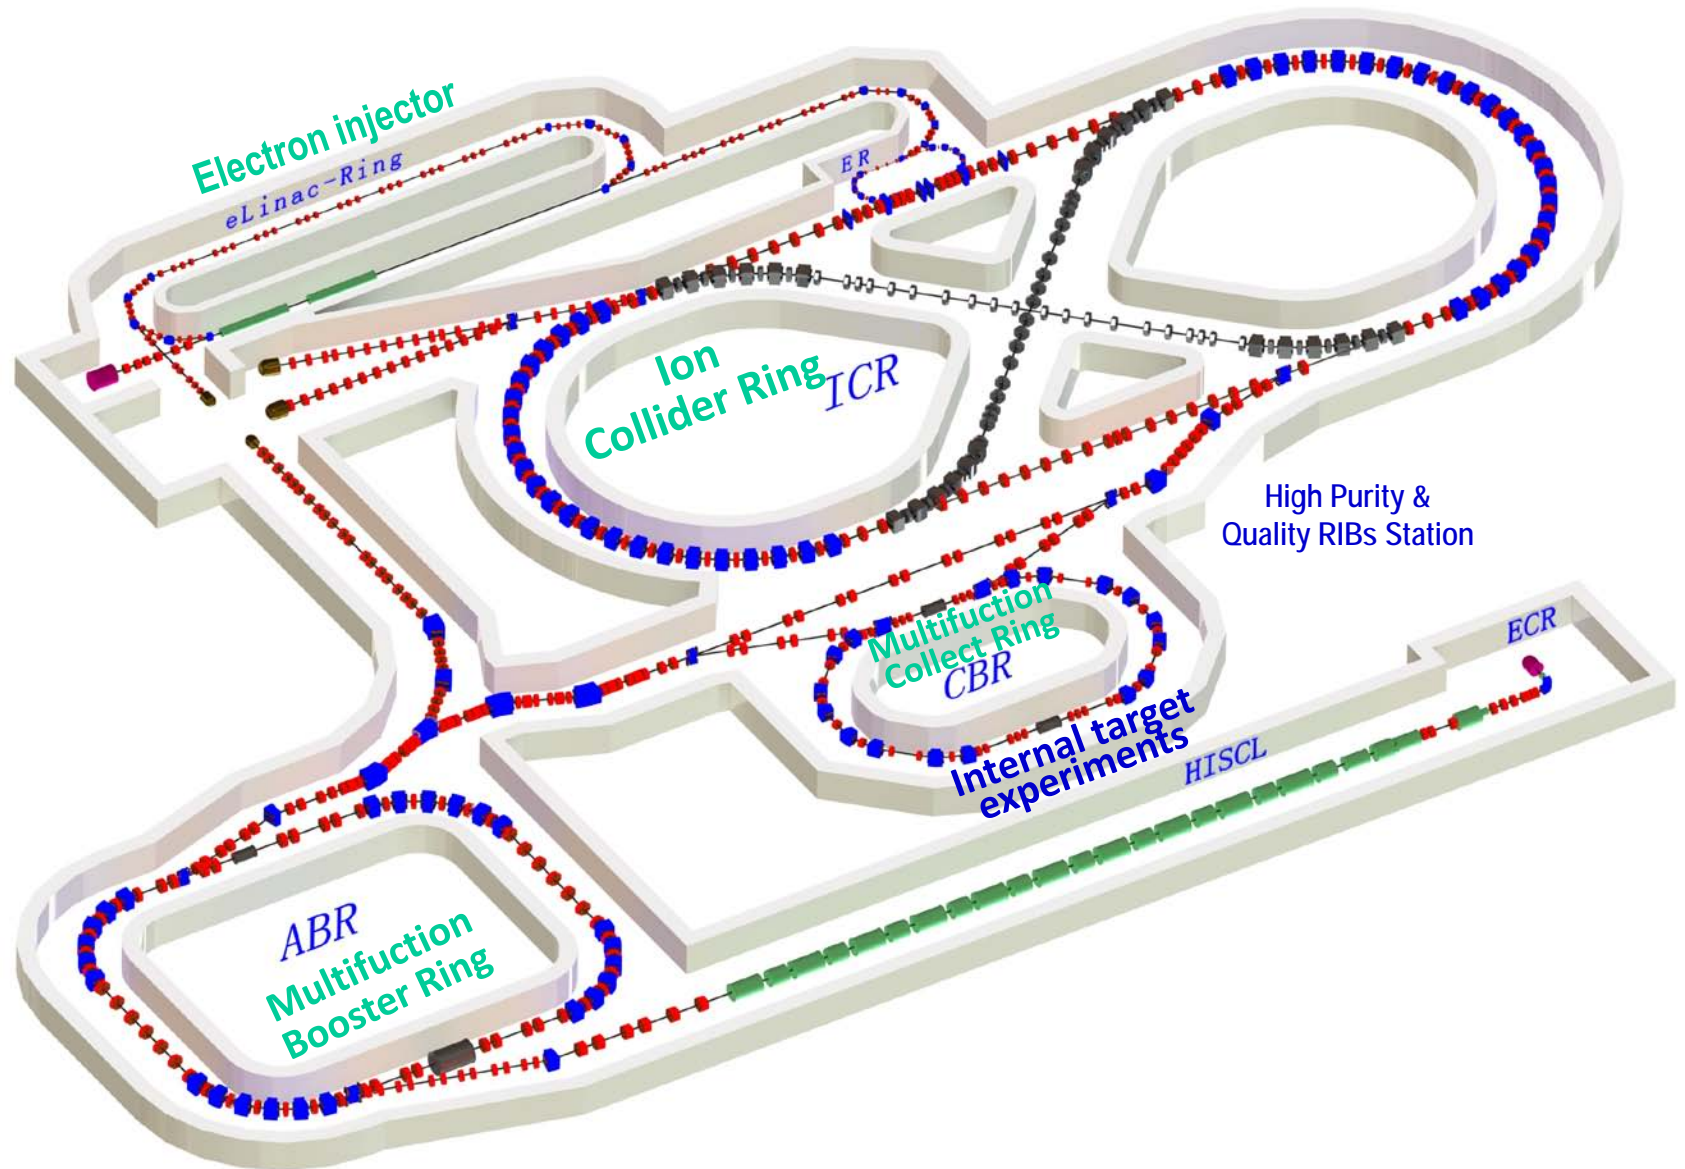 Electron injector
eLinac-Ring
ER
Ion
Collider Ring
ICR
High Purity &
Quality RIBs Station
Multifuction
Collect Ring
CBR
ECR
Internal target
experiments
HISCL
ABR
Multifuction
Booster Ring